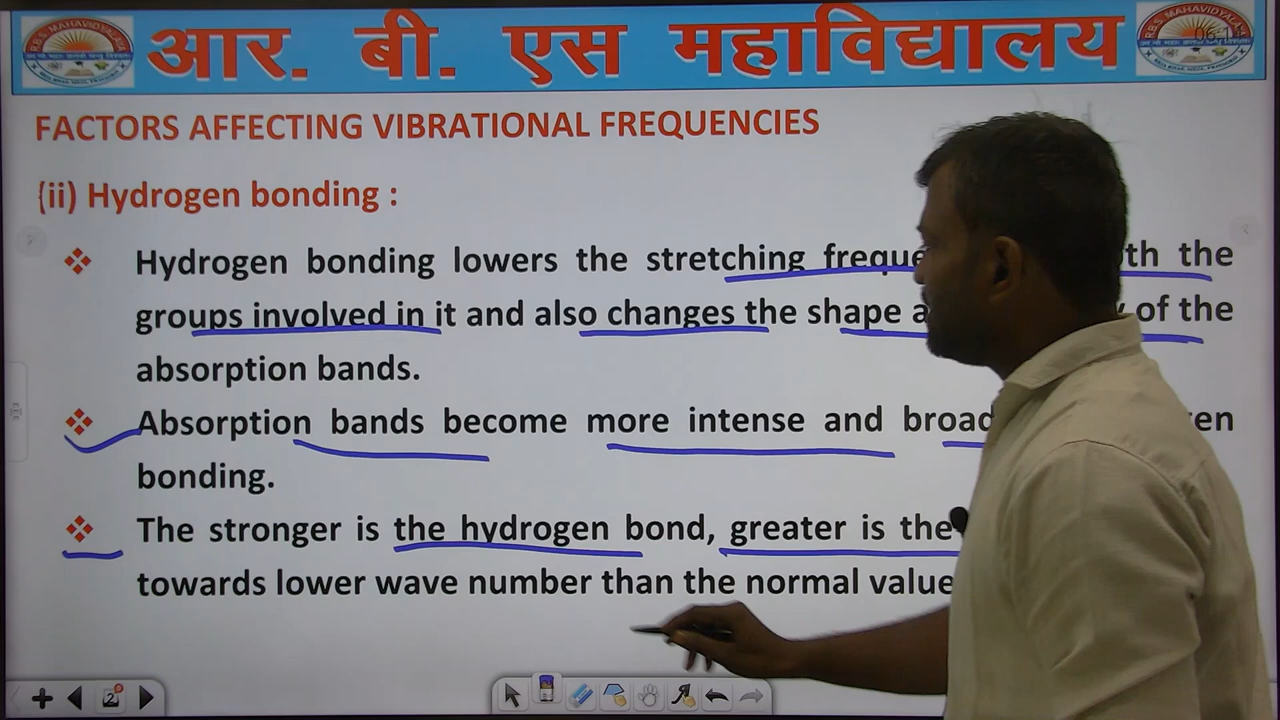 आर. बी. एस महाविद्यालय
FACTORS AFFECTING VIBRATIONAL FREQUENCIES
(ii) Hydrogen bonding :
Hydrogen bonding lowers the stretching freque th the
groups involved in it and also changes the shape a y of the
absorption bands.
Absorption bands become more intense and broad en
bonding.
The stronger is the hydrogen bond, greater is the
towards lower wave number than the normal value
2